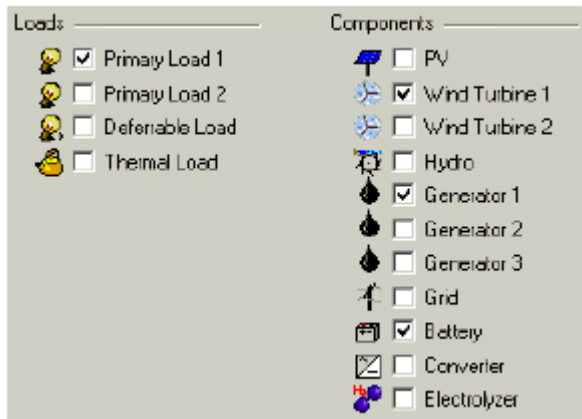 Loads
Primary Load 1
Primary Load 2
Deferrable Load
Thermal Load
Components
PV
Wind Turbine 1
Wind Turbine 2
Hydro
Generator 1
Generator 2
Generator 3
Grid
Battery
Converter
Electrolyzer